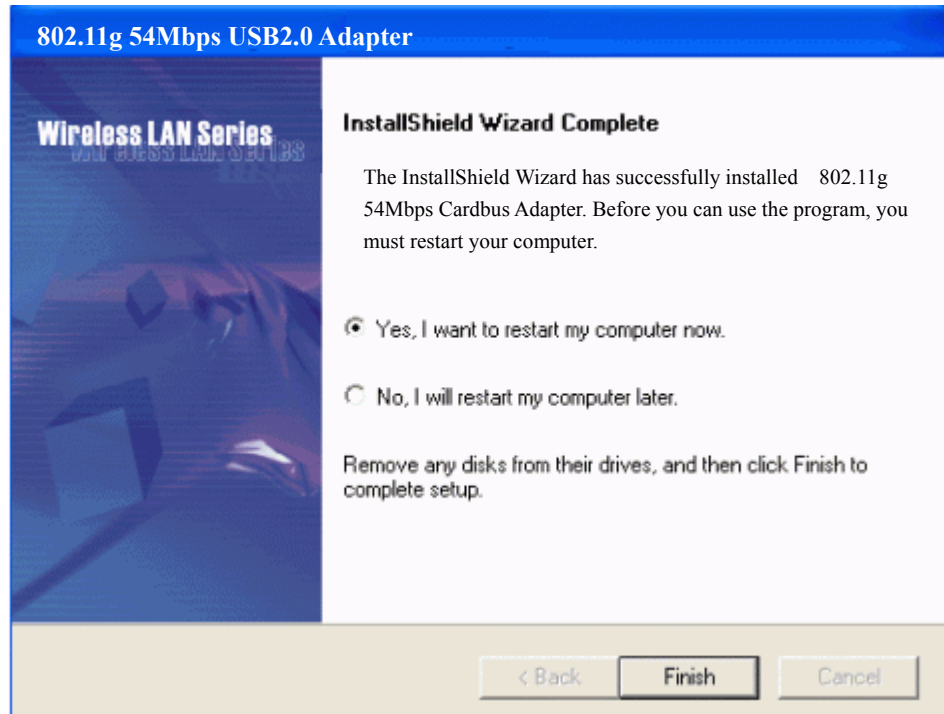 802.11g 54Mbps USB2.0 Adapter
Wireless LAN Series
Wireless LAN Series
InstallShield Wizard Complete
The InstallShield Wizard has successfully installed 802.11g
54Mbps Cardbus Adapter. Before you can use the program, you
must restart your computer.
Yes, I want to restart my computer now.
No, I will restart my computer later.
Remove any disks from their drives, and then click Finish to
complete setup.
< Back
Finish
Cancel